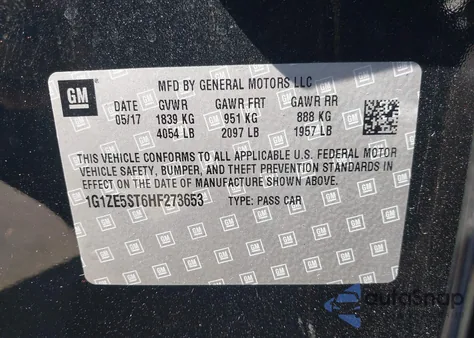 GM
MFD BY GENERAL MOTORS LLC
DATE GVWR GAWR FRT GAWR RR
05/17 1839 KG 951 KG 888 KG
4054 LB 2097 LB 1957 LB
THIS VEHICLE CONFORMS TO ALL APPLICABLE U.S. FEDERAL MOTOR
VEHICLE SAFETY, BUMPER, AND THEFT PREVENTION STANDARDS IN
EFFECT ON THE DATE OF MANUFACTURE SHOWN ABOVE.
1G1ZE5ST6HF273653 TYPE: PASS CAR
autoSnap